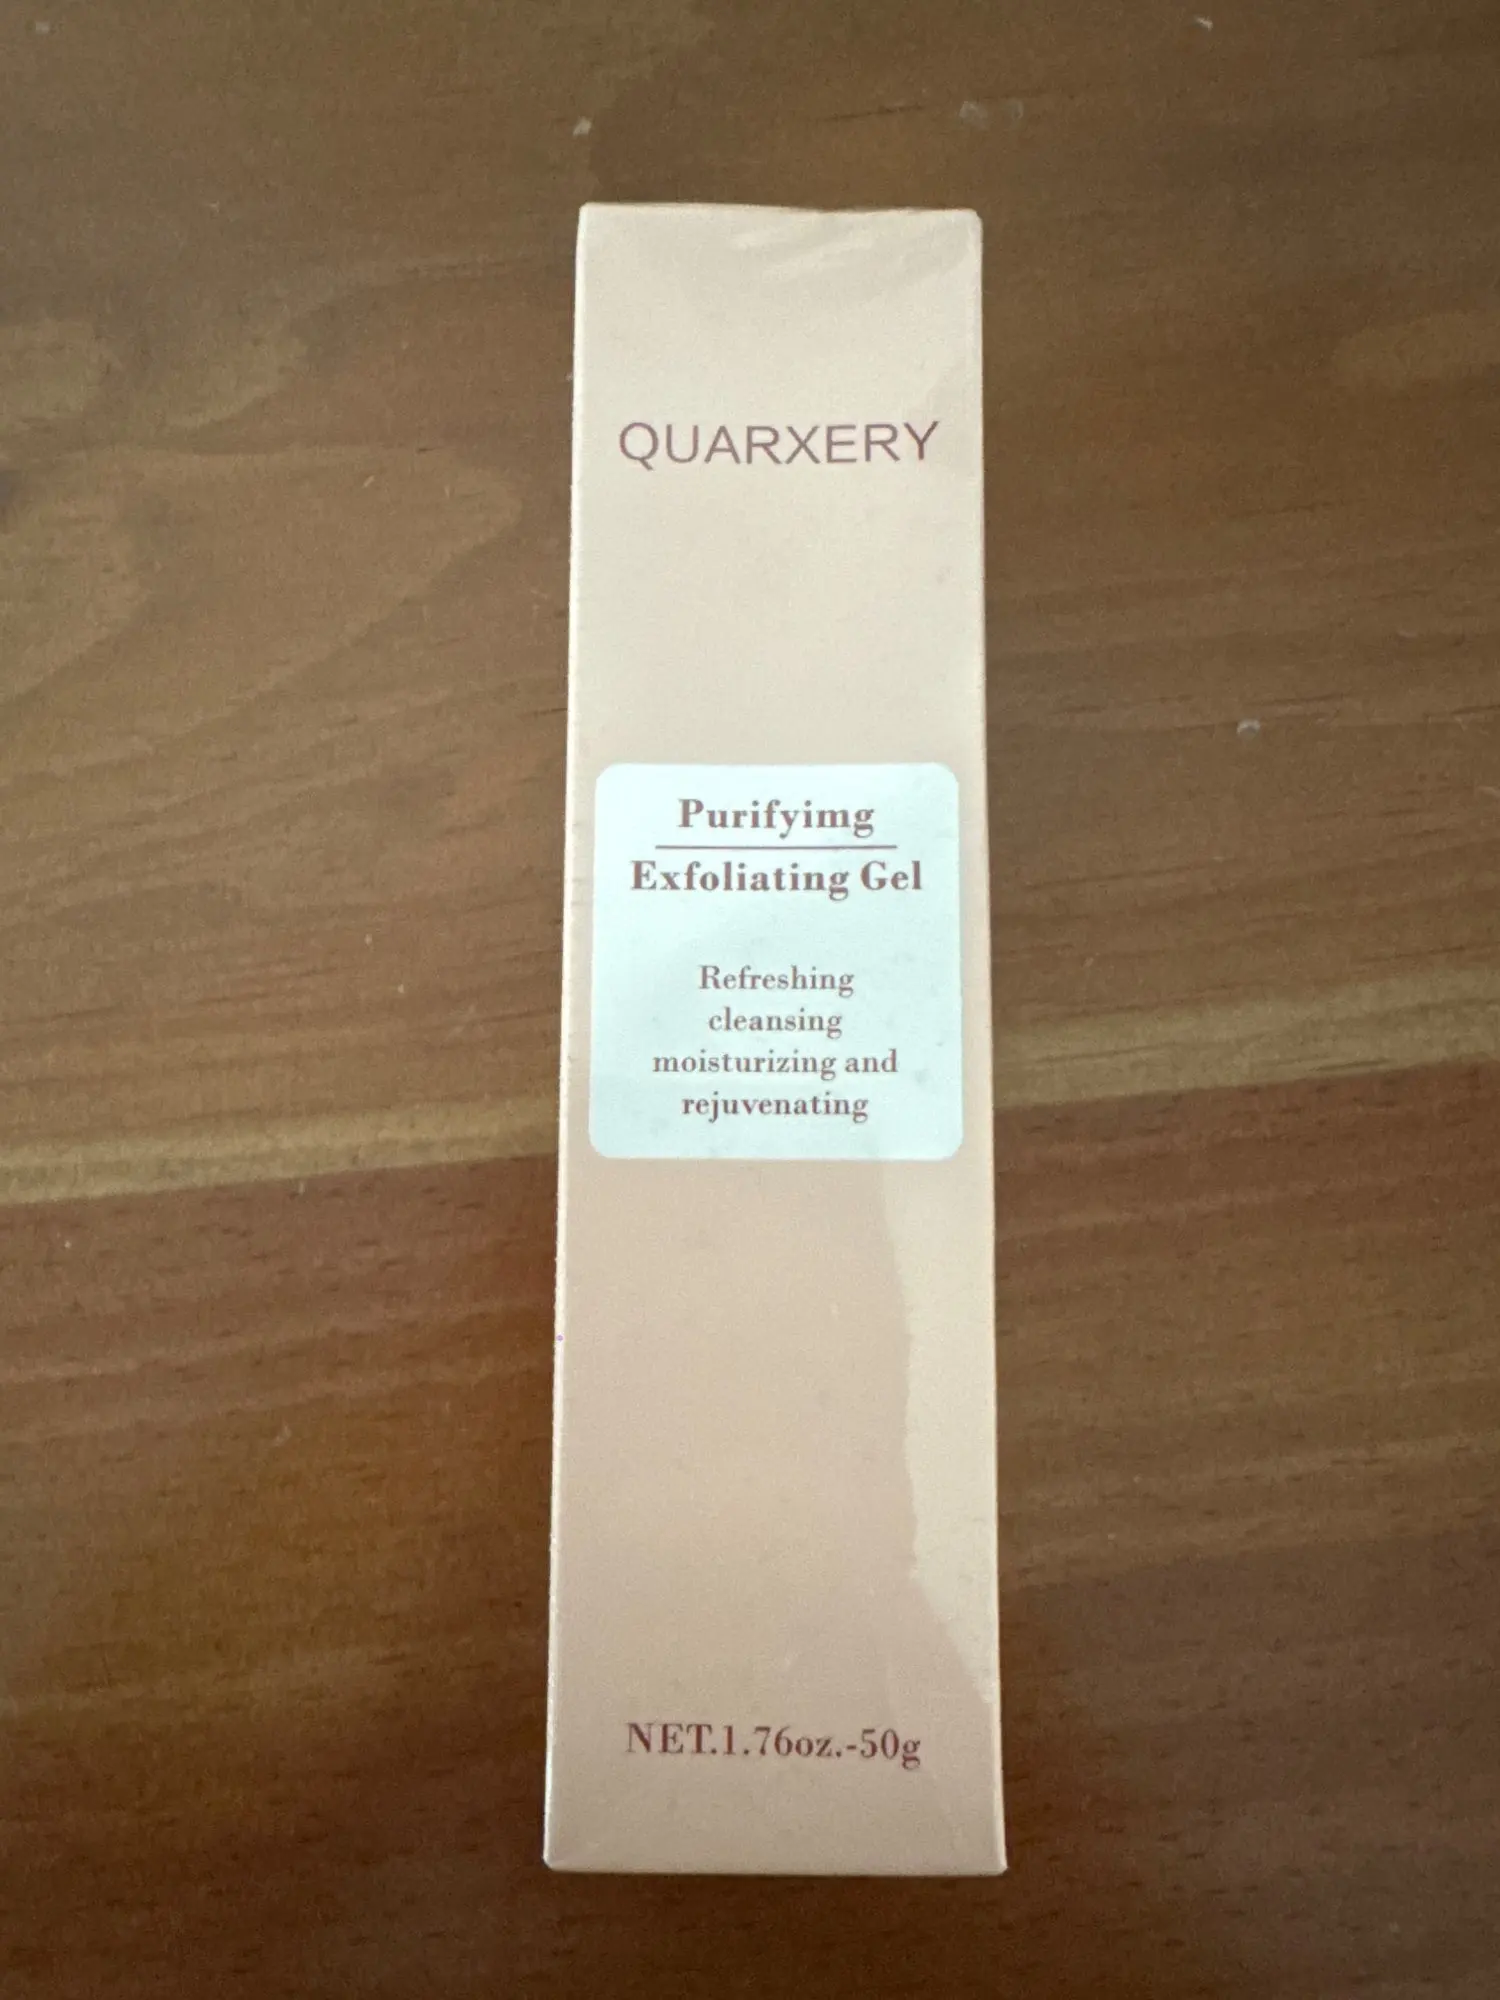 QUARXERY
Purifyimg
Exfoliating Gel
Refreshing
cleansing
moisturizing and
rejuvenating
NET.1.76oz.-50g